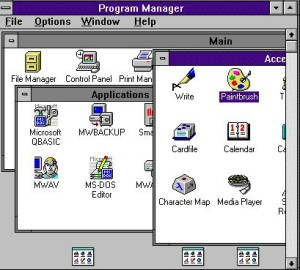 Program Manager
File Options Window Help
Main
File Manager
Control Panel
Print Man
Acce
Write
Paintbrush
T
Applications
Microsoft
QBASIC
MWBACKUP
Sma
Cardfile
Calendar
Ca
MWAV
MS-DOS
Editor
MWA
Character Map
Media Player